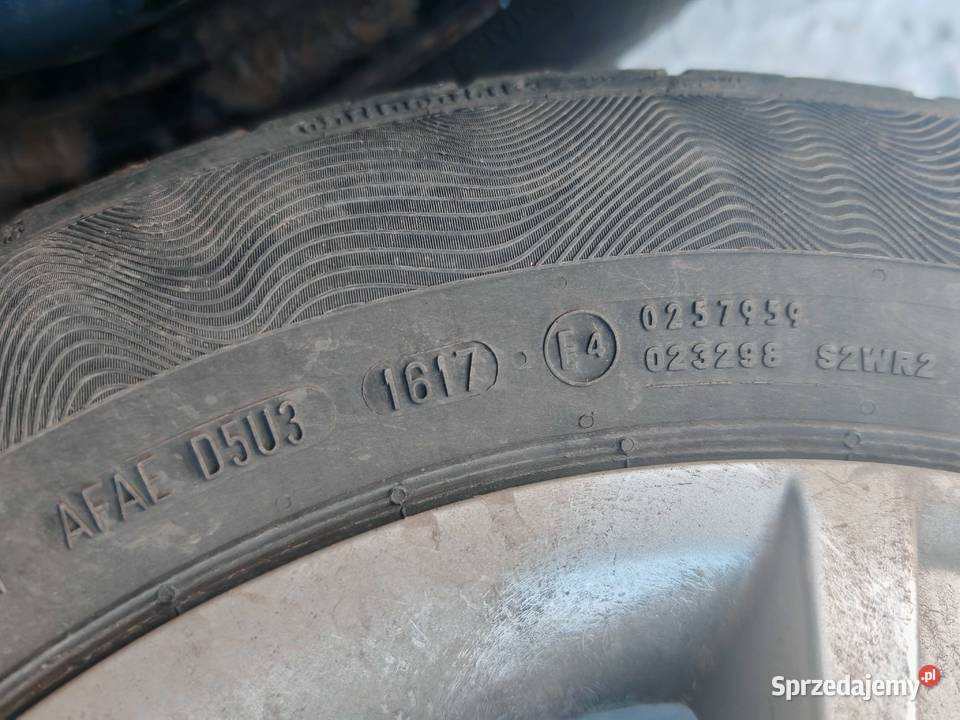 AFAE D5U3 1617 E4 0257959
023298 S2WR2
Sprzedajemy.pl